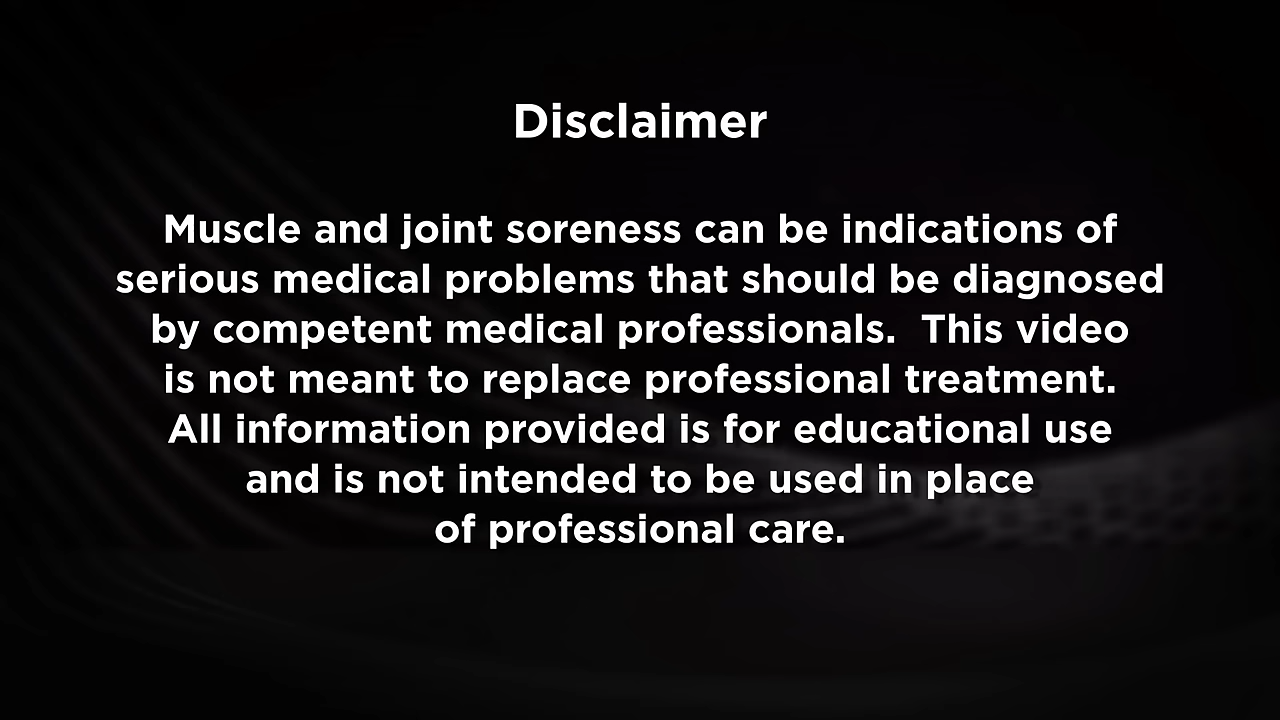 Disclaimer
Muscle and joint soreness can be indications of
serious medical problems that should be diagnosed
by competent medical professionals.  This video
is not meant to replace professional treatment.
All information provided is for educational use
and is not intended to be used in place
of professional care.